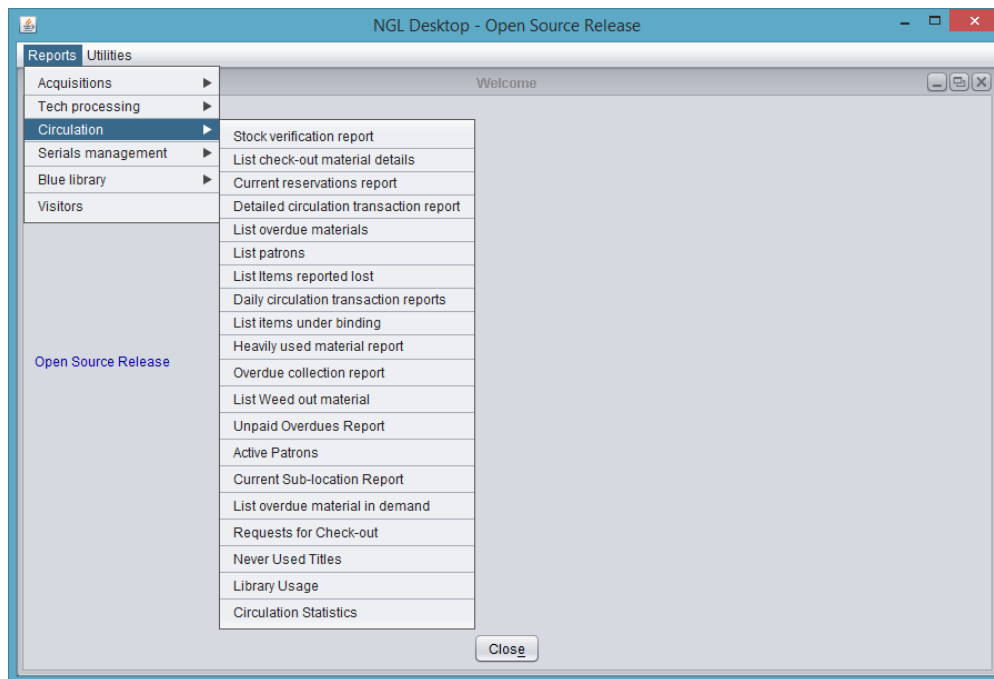 NGL Desktop - Open Source Release
Reports Utilities
Welcome
Acquisitions
Tech processing
Circulation
Serials management
Blue library
Visitors
Stock verification report
List check-out material details
Current reservations report
Detailed circulation transaction report
List overdue materials
List patrons
List Items reported lost
Daily circulation transaction reports
List items under binding
Heavily used material report
Overdue collection report
List Weed out material
Unpaid Overdues Report
Active Patrons
Current Sub-location Report
List overdue material in demand
Requests for Check-out
Never Used Titles
Library Usage
Circulation Statistics
Open Source Release
Close